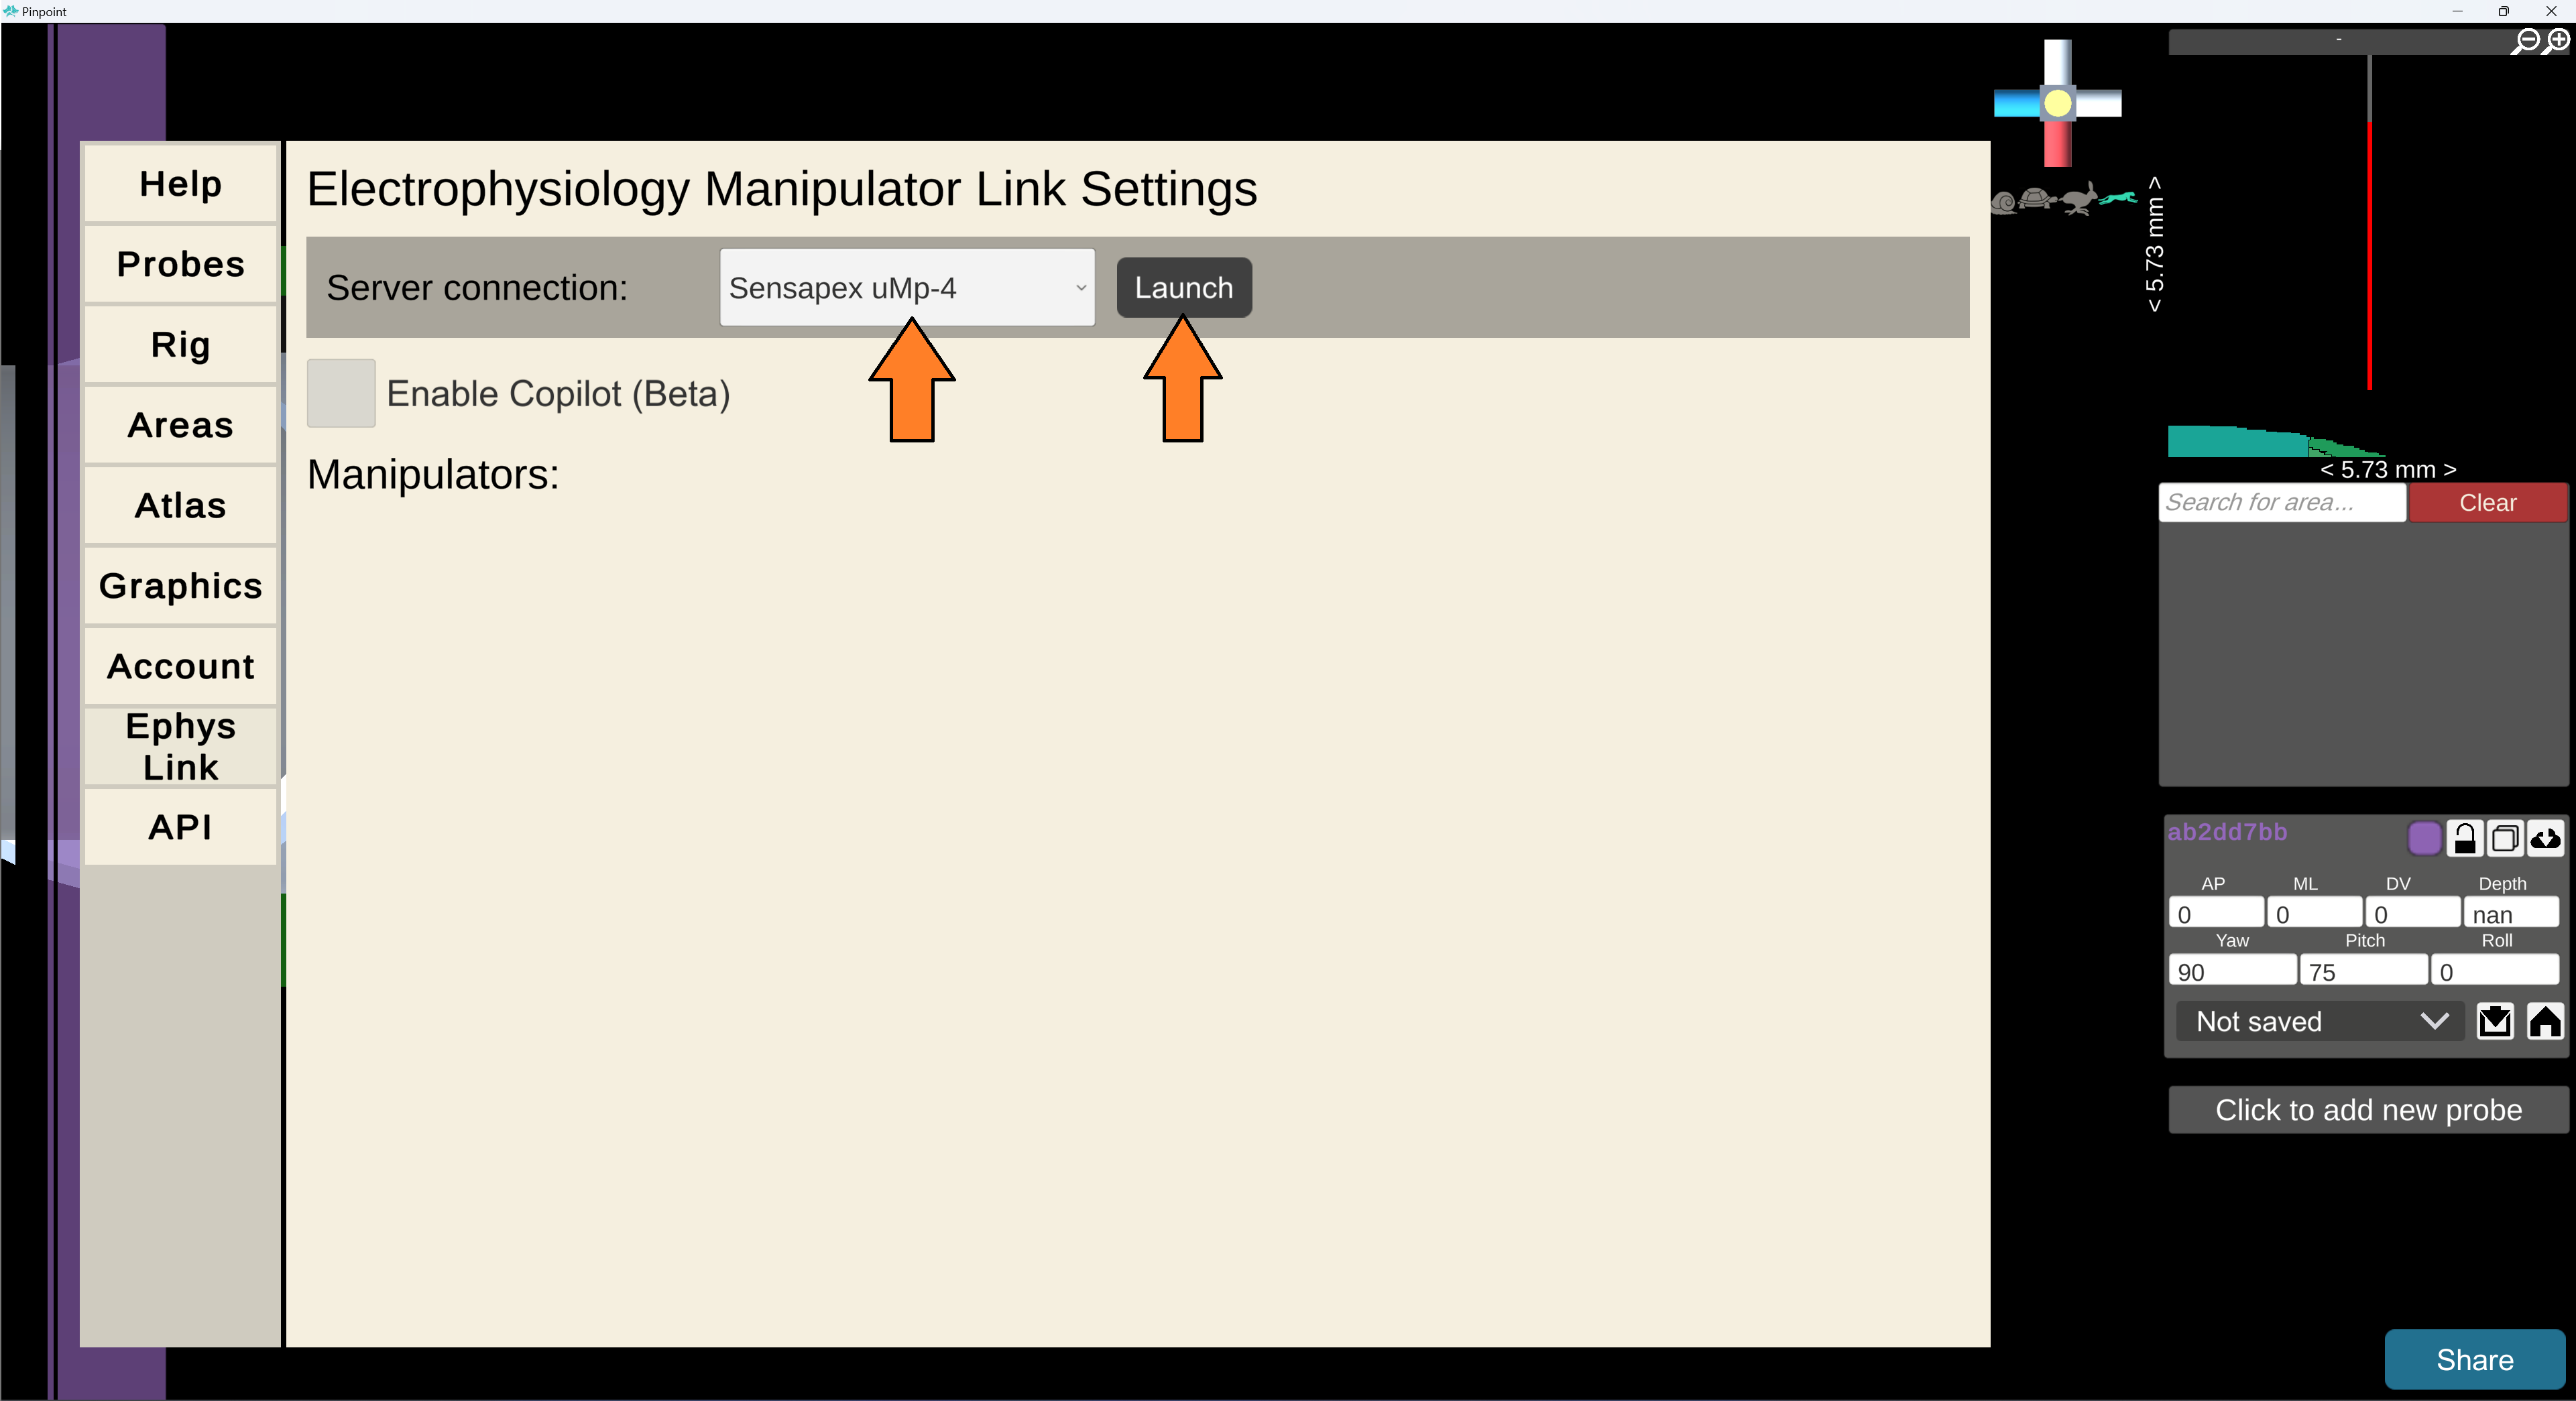 Pinpoint
Help
Probes
Rig
Areas
Atlas
Graphics
Account
Ephys
Link
API
Electrophysiology Manipulator Link Settings
Server connection:
Sensapex uMp-4
Launch
Enable Copilot (Beta)
Manipulators:
-
< 5.73 mm >
< 5.73 mm >
Search for area...
Clear
ab2dd7bb
AP ML DV Depth
0 0 0 nan
Yaw Pitch Roll
90 75 0
Not saved
Click to add new probe
Share